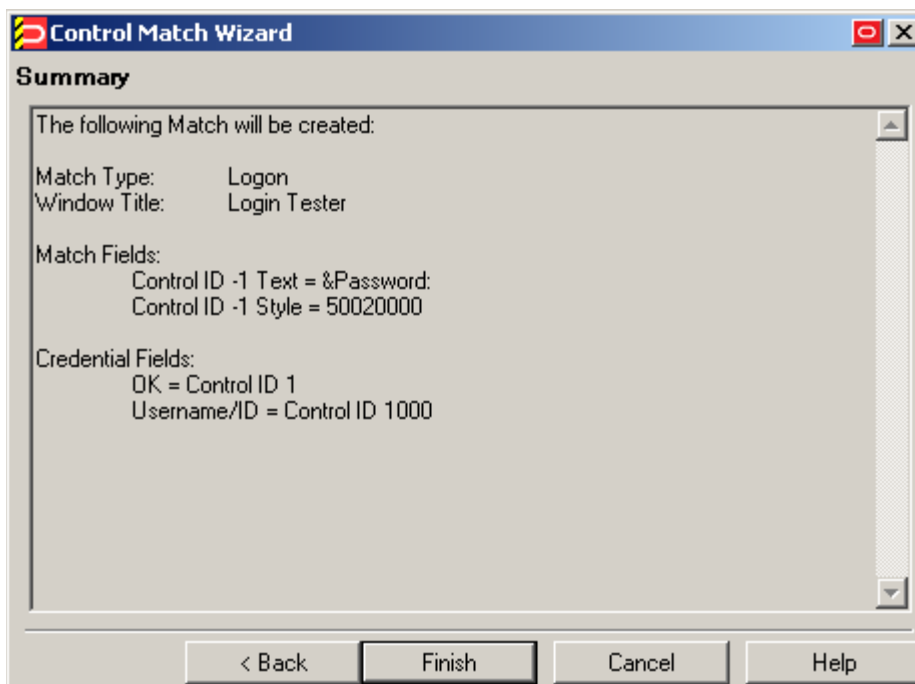 Control Match Wizard
Summary
The following Match will be created:
Match Type: Logon
Window Title: Login Tester
Match Fields:
Control ID -1 Text = &Password:
Control ID -1 Style = 50020000
Credential Fields:
OK = Control ID 1
Username/ID = Control ID 1000
< Back Finish Cancel Help